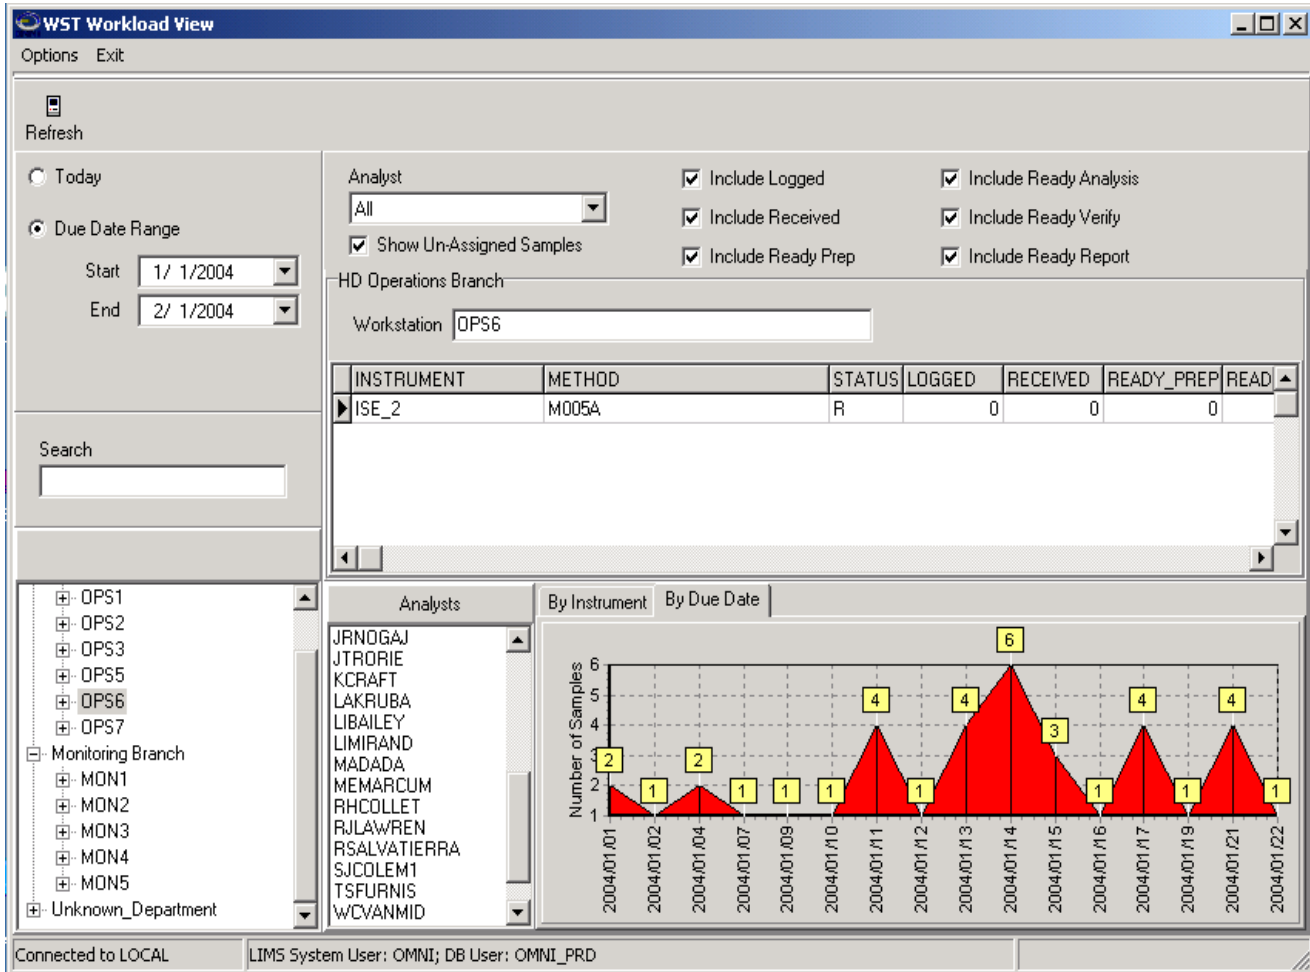 WST Workload View
Options Exit
Refresh
Today
Due Date Range
Start 1/ 1/2004
End 2/ 1/2004
Search
Analyst
All
Show Un-Assigned Samples
Include Logged
Include Received
Include Ready Prep
Include Ready Analysis
Include Ready Verify
Include Ready Report
HD Operations Branch
Workstation OPS6
INSTRUMENT METHOD STATUS LOGGED RECEIVED READY_PREP READ
ISE_2 M005A R 0 0 0
OPS1
OPS2
OPS3
OPS5
OPS6
OPS7
Monitoring Branch
MON1
MON2
MON3
MON4
MON5
Unknown_Department
Analysts
JRNOGAJ
JTRORIE
KCRAFT
LAKRUBA
LIBAILEY
LIMIRAND
MADADA
MEMARCUM
RHCOLLET
RJLAWREN
RSALVATIERRA
SJCOLEM1
TSFURNIS
WCVANMID
By Instrument By Due Date
Number of Samples
6
5
4
3
2
1
2 1 2 1 1 1 4 1 4 6 3 1 4 1 4 1
2004/01/01
2004/01/02
2004/01/04
2004/01/07
2004/01/09
2004/01/10
2004/01/11
2004/01/12
2004/01/13
2004/01/14
2004/01/15
2004/01/16
2004/01/17
2004/01/19
2004/01/21
2004/01/22
Connected to LOCAL
LIMS System User: OMNI; DB User: OMNI_PRD